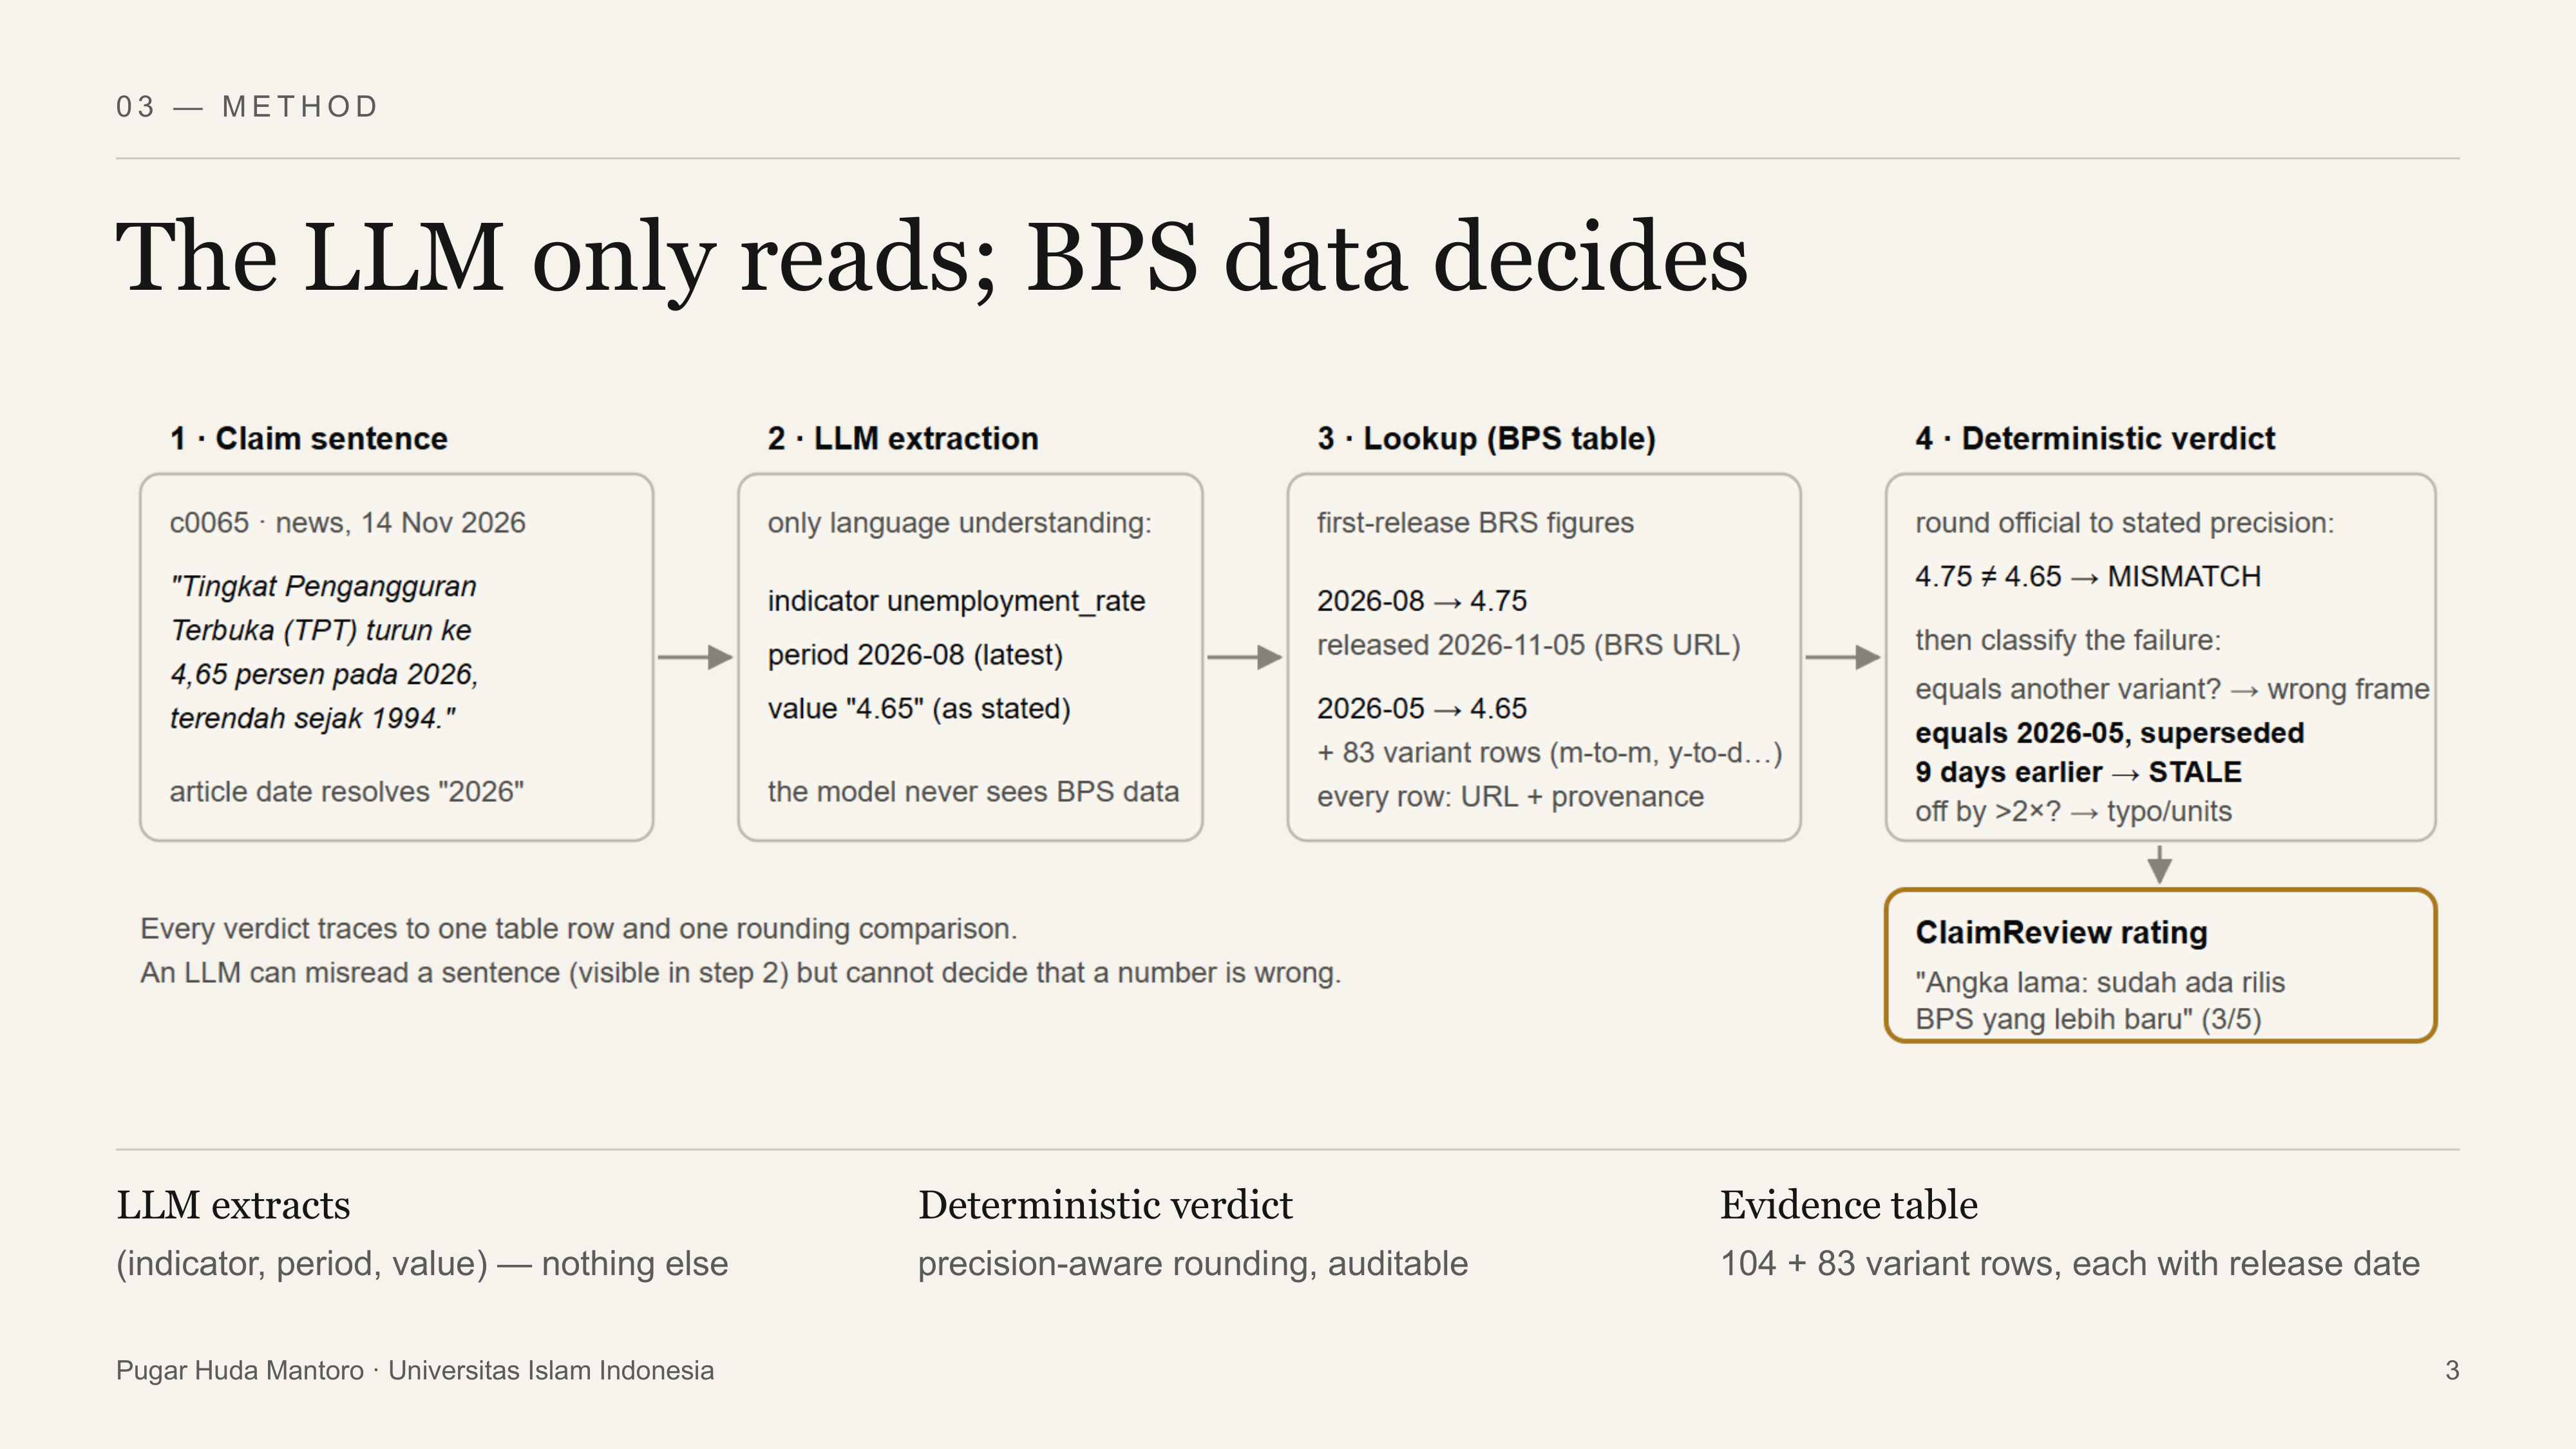 03 — METHOD
The LLM only reads; BPS data decides
1 · Claim sentence
c0065 · news, 14 Nov 2026
"Tingkat Pengangguran
Terbuka (TPT) turun ke
4,65 persen pada 2026,
terendah sejak 1994."
article date resolves "2026"
2 · LLM extraction
only language understanding:
indicator unemployment_rate
period 2026-08 (latest)
value "4.65" (as stated)
the model never sees BPS data
3 · Lookup (BPS table)
first-release BRS figures
2026-08 → 4.75
released 2026-11-05 (BRS URL)
2026-05 → 4.65
+ 83 variant rows (m-to-m, y-to-d…)
every row: URL + provenance
4 · Deterministic verdict
round official to stated precision:
4.75 ≠ 4.65 → MISMATCH
then classify the failure:
equals another variant? → wrong frame
equals 2026-05, superseded
9 days earlier → STALE
off by >2×? → typo/units
ClaimReview rating
"Angka lama: sudah ada rilis
BPS yang lebih baru" (3/5)
Every verdict traces to one table row and one rounding comparison.
An LLM can misread a sentence (visible in step 2) but cannot decide that a number is wrong.
LLM extracts
(indicator, period, value) — nothing else
Deterministic verdict
precision-aware rounding, auditable
Evidence table
104 + 83 variant rows, each with release date
Pugar Huda Mantoro · Universitas Islam Indonesia
3